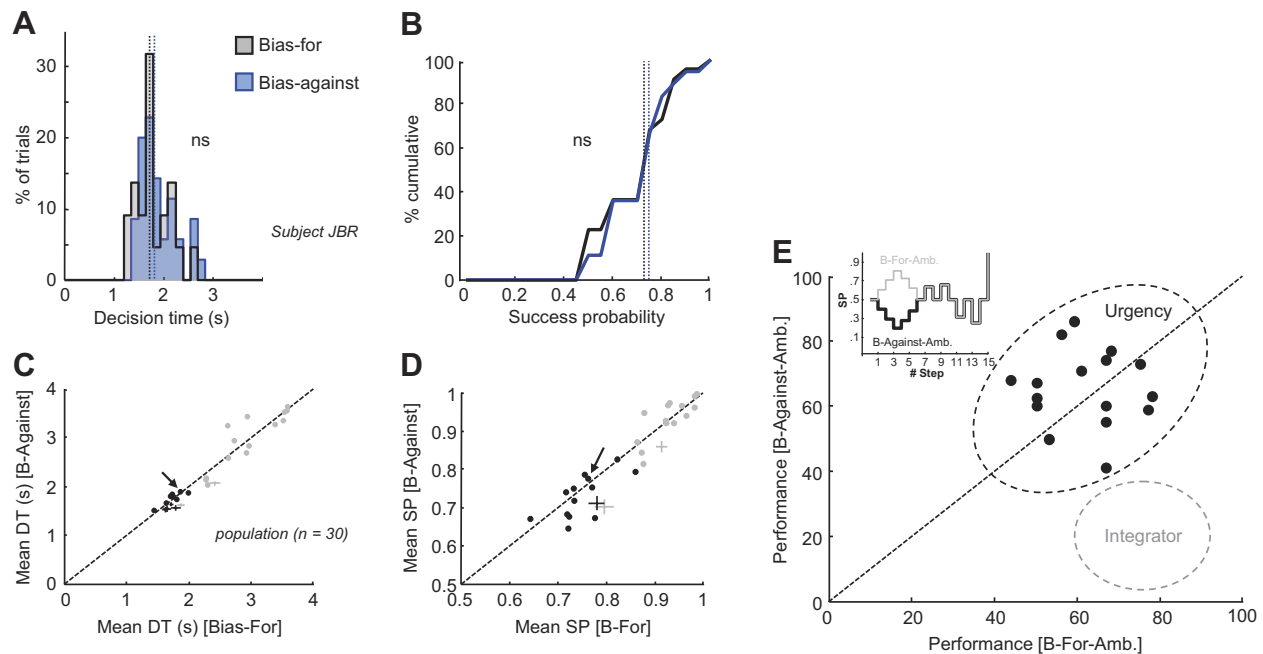 A
% of trials
30
20
10
0
0 1 2 3
Decision time (s)
Bias-for
Bias-against
ns
Subject JBR
B
% cumulative
100
80
60
40
20
0
0 0.2 0.4 0.6 0.8 1
Success probability
ns
C
Mean DT (s) [B-Against]
4
3
2
1
0
0 1 2 3 4
Mean DT (s) [Bias-For]
population (n = 30)
D
Mean SP [B-Against]
1
0.9
0.8
0.7
0.6
0.5
0.5 0.6 0.7 0.8 0.9 1
Mean SP [B-For]
E
SP
.9
.7
.5
.3
.1
B-For-Amb.
B-Against-Amb.
1 3 5 7 9 11 13 15
# Step
Performance [B-Against-Amb.]
100
80
60
40
20
0
0 20 40 60 80 100
Performance [B-For-Amb.]
Urgency
Integrator